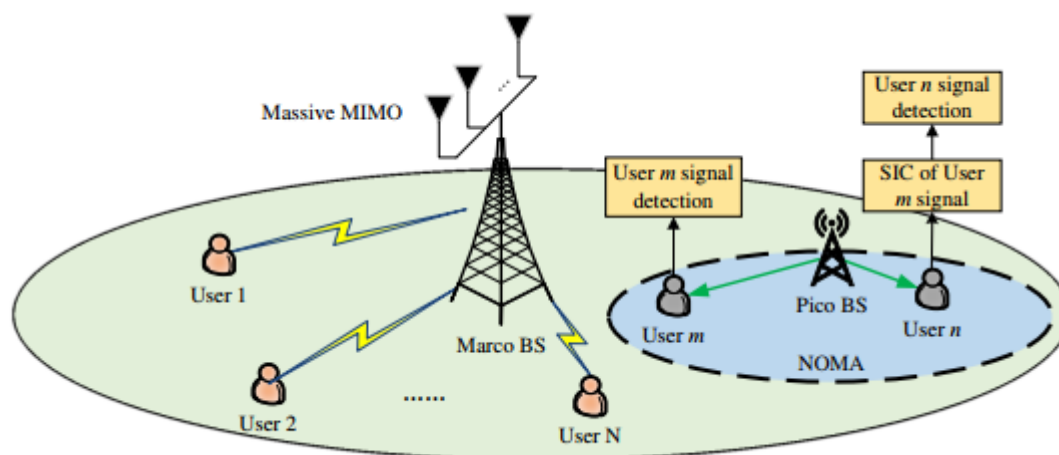 Massive MIMO
User n signal
detection
User m signal
detection
SIC of User
m signal
User 1
Marco BS
Pico BS
User m
User n
NOMA
User 2
......
User N